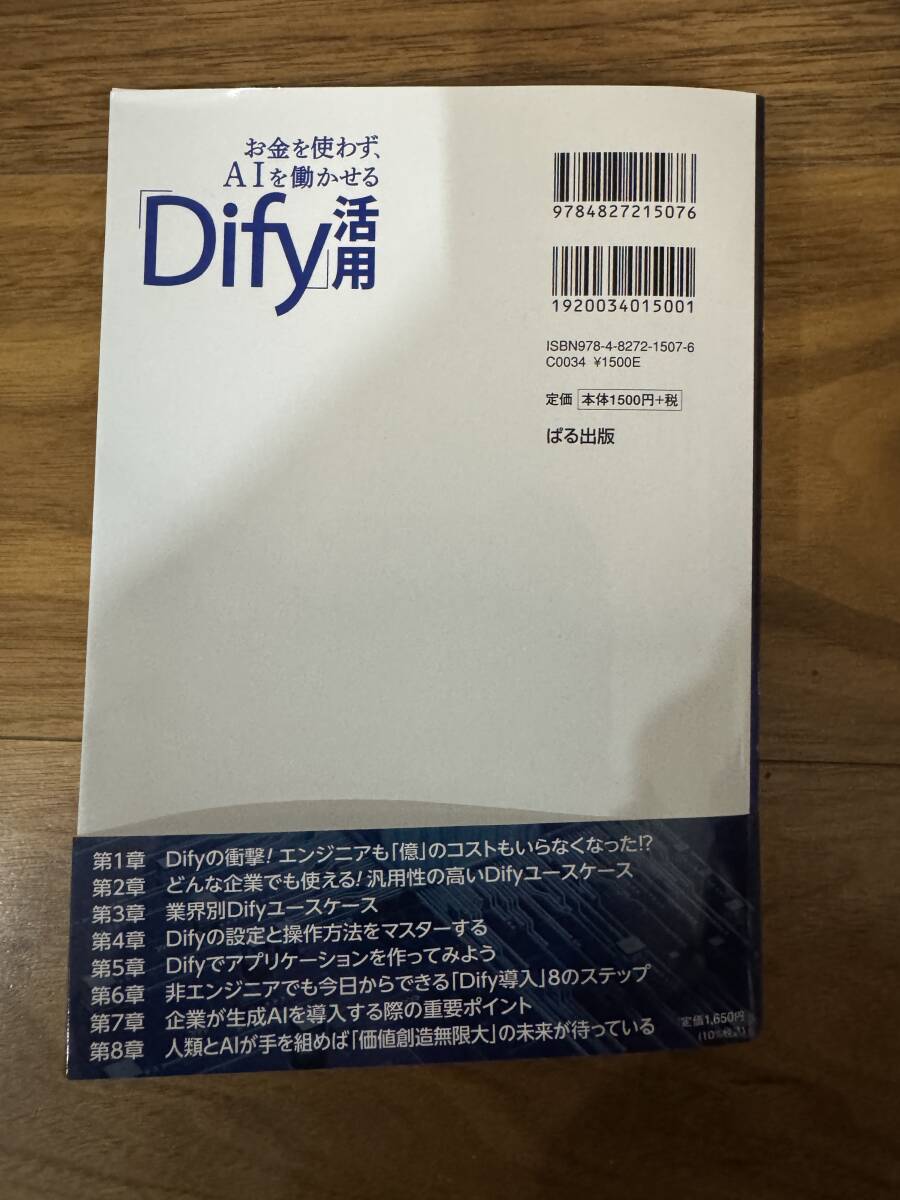 お金を使わず、
AIを働かせる
「Dify」活用
9784827215076
1920034015001
ISBN978-4-8272-1507-6
C0034 ¥1500E
定価 本体1500円+税
ぱる出版
第1章 Difyの衝撃!エンジニアも「億」のコストもいらなくなった!?
第2章 どんな企業でも使える!汎用性の高いDifyユースケース
第3章 業界別Difyユースケース
第4章 Difyの設定と操作方法をマスターする
第5章 Difyでアプリケーションを作ってみよう
第6章 非エンジニアでも今日からできる「Dify導入」8のステップ
第7章 企業が生成AIを導入する際の重要ポイント
第8章 人類とAIが手を組めば「価値創造無限大」の未来が待っている
定価1,650円
(10%税込)